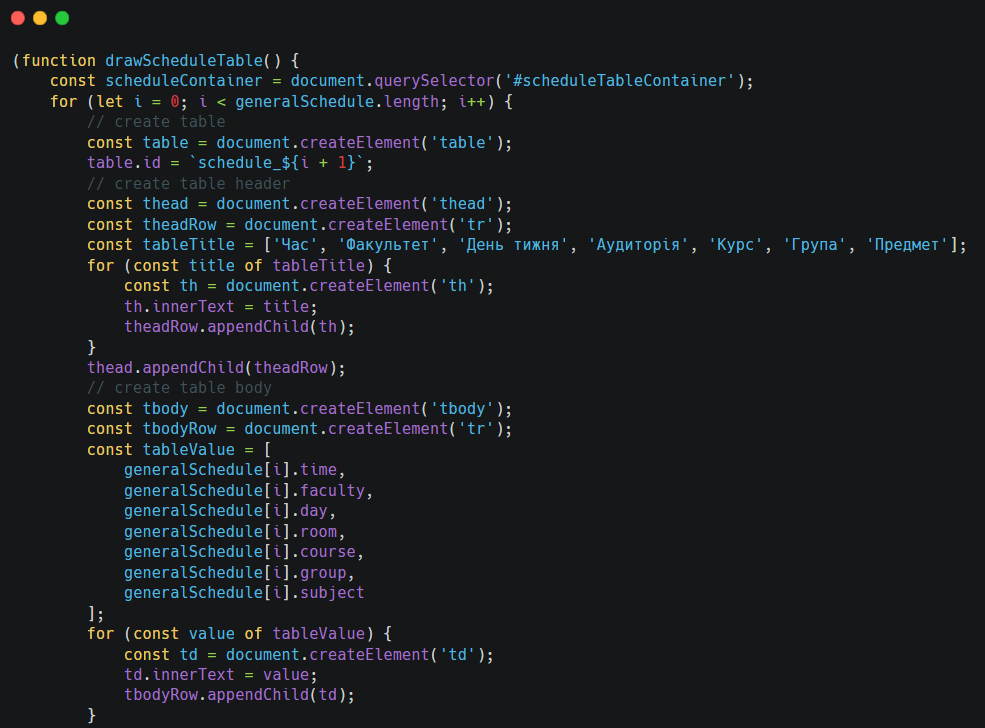 (function drawScheduleTable() {
    const scheduleContainer = document.querySelector('#scheduleTableContainer');
    for (let i = 0; i < generalSchedule.length; i++) {
        // create table
        const table = document.createElement('table');
        table.id = `schedule_${i + 1}`;
        // create table header
        const thead = document.createElement('thead');
        const theadRow = document.createElement('tr');
        const tableTitle = ['Час', 'Факультет', 'День тижня', 'Аудиторія', 'Курс', 'Група', 'Предмет'];
        for (const title of tableTitle) {
            const th = document.createElement('th');
            th.innerText = title;
            theadRow.appendChild(th);
        }
        thead.appendChild(theadRow);
        // create table body
        const tbody = document.createElement('tbody');
        const tbodyRow = document.createElement('tr');
        const tableValue = [
            generalSchedule[i].time,
            generalSchedule[i].faculty,
            generalSchedule[i].day,
            generalSchedule[i].room,
            generalSchedule[i].course,
            generalSchedule[i].group,
            generalSchedule[i].subject
        ];
        for (const value of tableValue) {
            const td = document.createElement('td');
            td.innerText = value;
            tbodyRow.appendChild(td);
        }